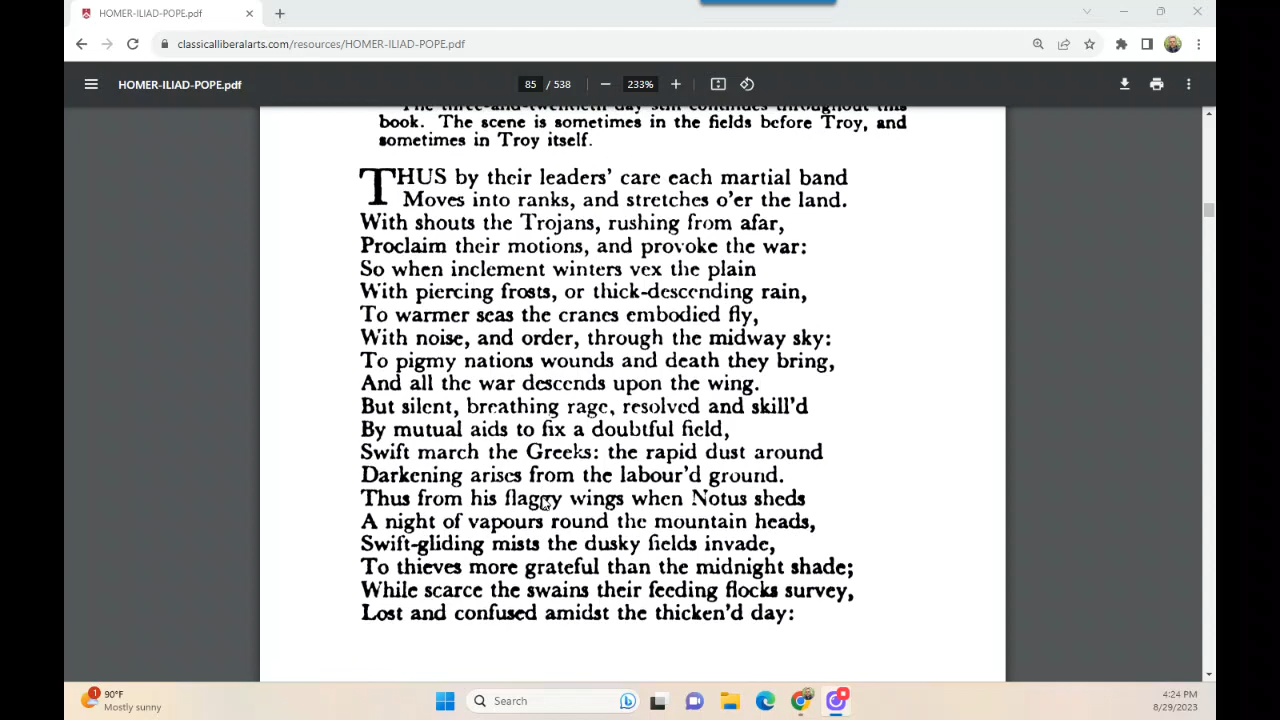 HOMER-ILIAD-POPE.pdf
classicalliberalarts.com/resources/HOMER-ILIAD-POPE.pdf
HOMER-ILIAD-POPE.pdf
85 / 538
233%
The three-and-twentieth day still continues throughout this
book. The scene is sometimes in the fields before Troy, and
sometimes in Troy itself.
THUS by their leaders' care each martial band
Moves into ranks, and stretches o'er the land.
With shouts the Trojans, rushing from afar,
Proclaim their motions, and provoke the war:
So when inclement winters vex the plain
With piercing frosts, or thick-descending rain,
To warmer seas the cranes embodied fly,
With noise, and order, through the midway sky:
To pigmy nations wounds and death they bring,
And all the war descends upon the wing.
But silent, breathing rage, resolved and skill'd
By mutual aids to fix a doubtful field,
Swift march the Greeks: the rapid dust around
Darkening arises from the labour'd ground.
Thus from his flaggy wings when Notus sheds
A night of vapours round the mountain heads,
Swift-gliding mists the dusky fields invade,
To thieves more grateful than the midnight shade;
While scarce the swains their feeding flocks survey,
Lost and confused amidst the thicken'd day:
1
90°F
Mostly sunny
Search
4:24 PM
8/29/2023